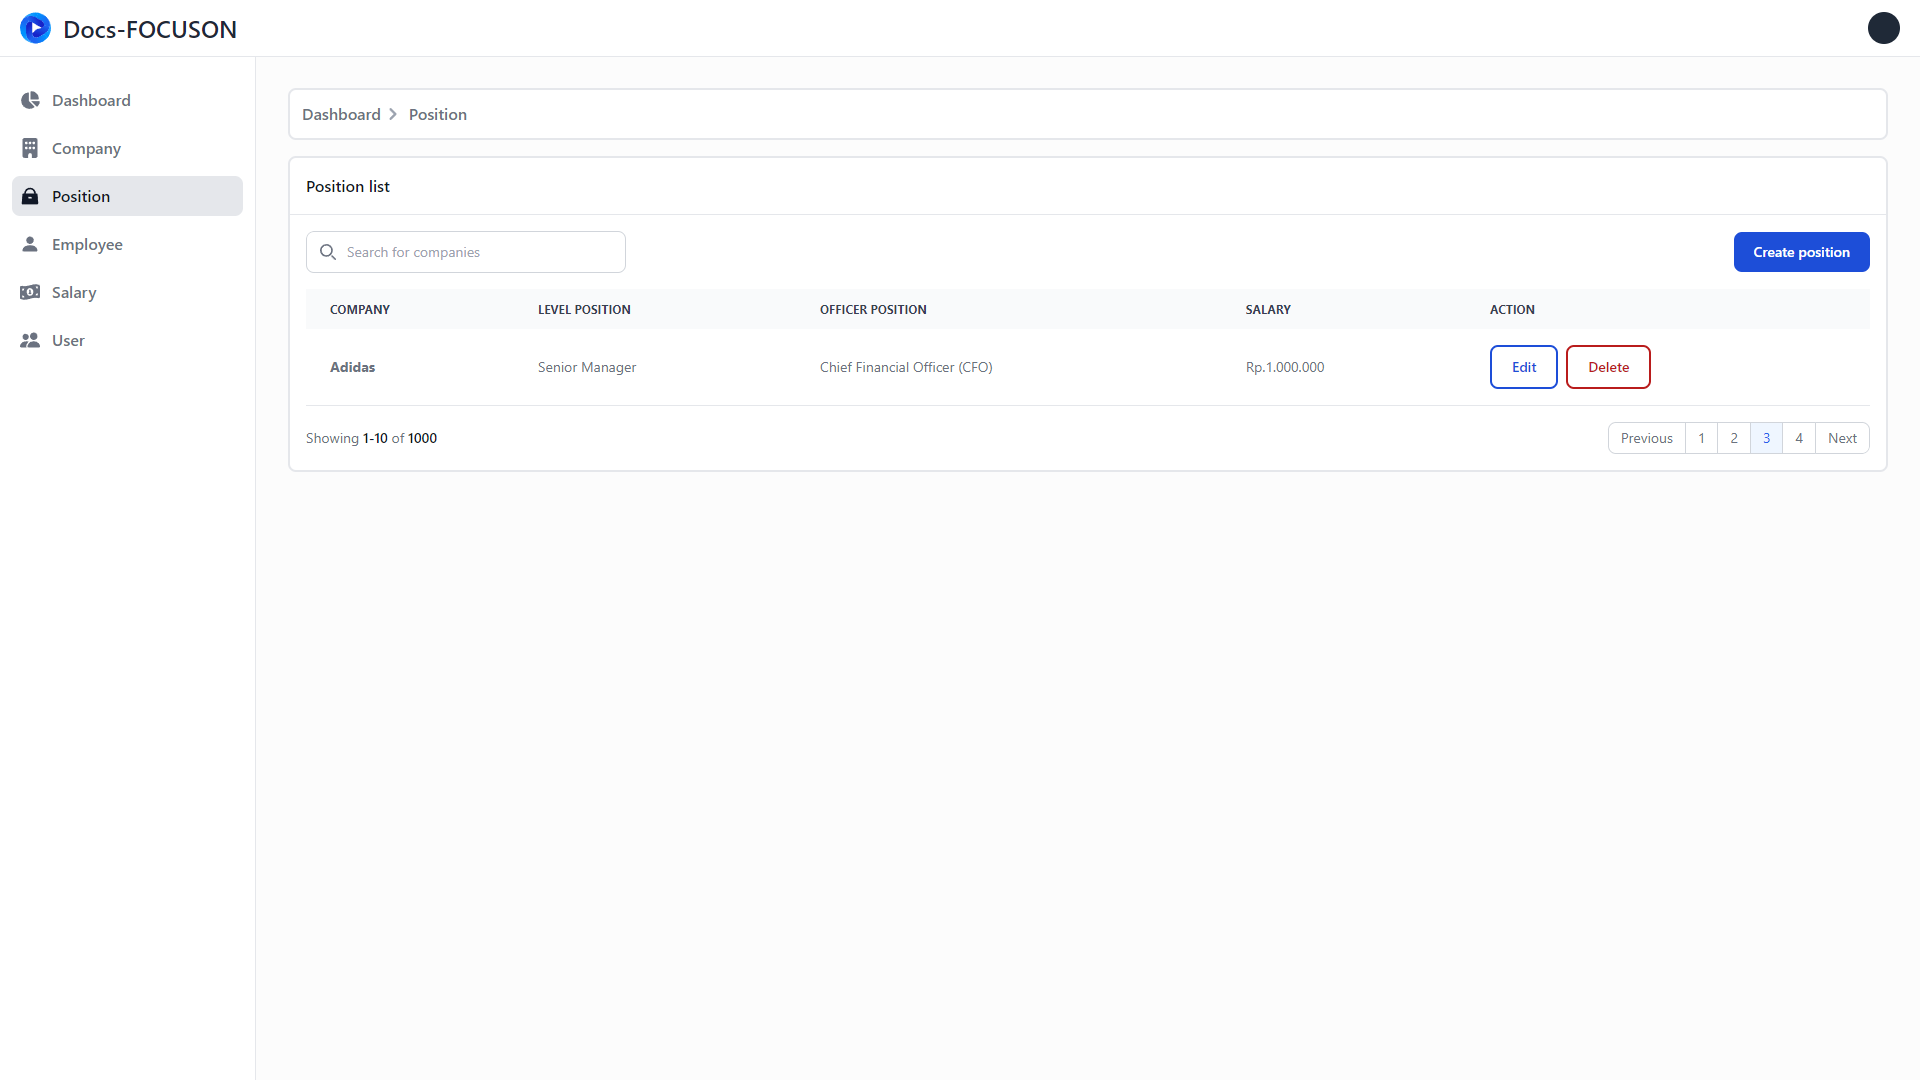 Docs-FOCUSON
Dashboard
Company
Position
Employee
Salary
User
Dashboard Position
Position list
Search for companies
Create position
COMPANY LEVEL POSITION OFFICER POSITION SALARY ACTION
Adidas Senior Manager Chief Financial Officer (CFO) Rp.1.000.000 Edit Delete
Showing 1-10 of 1000
Previous 1 2 3 4 Next